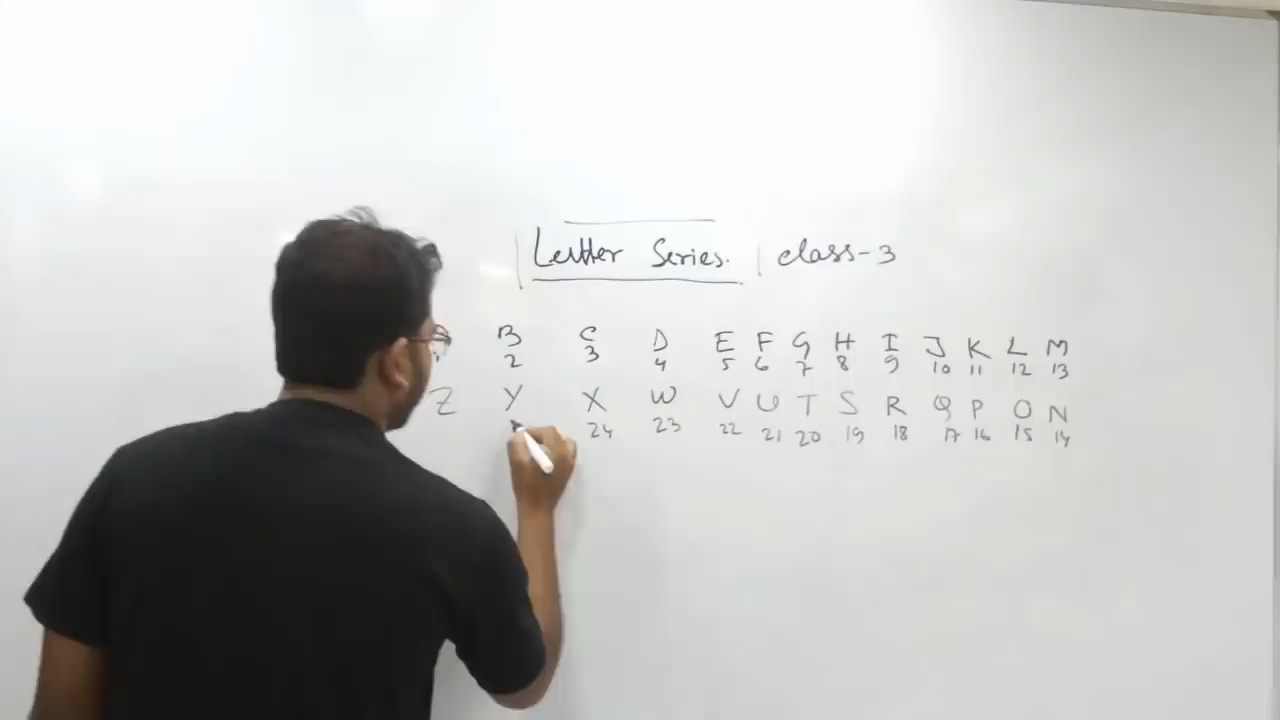 Letter Series. | class-3
B C D E F G H I J K L M
2 3 4 5 6 7 8 9 10 11 12 13
Z Y X W V U T S R Q P O N
24 23 22 21 20 19 18 17 16 15 14